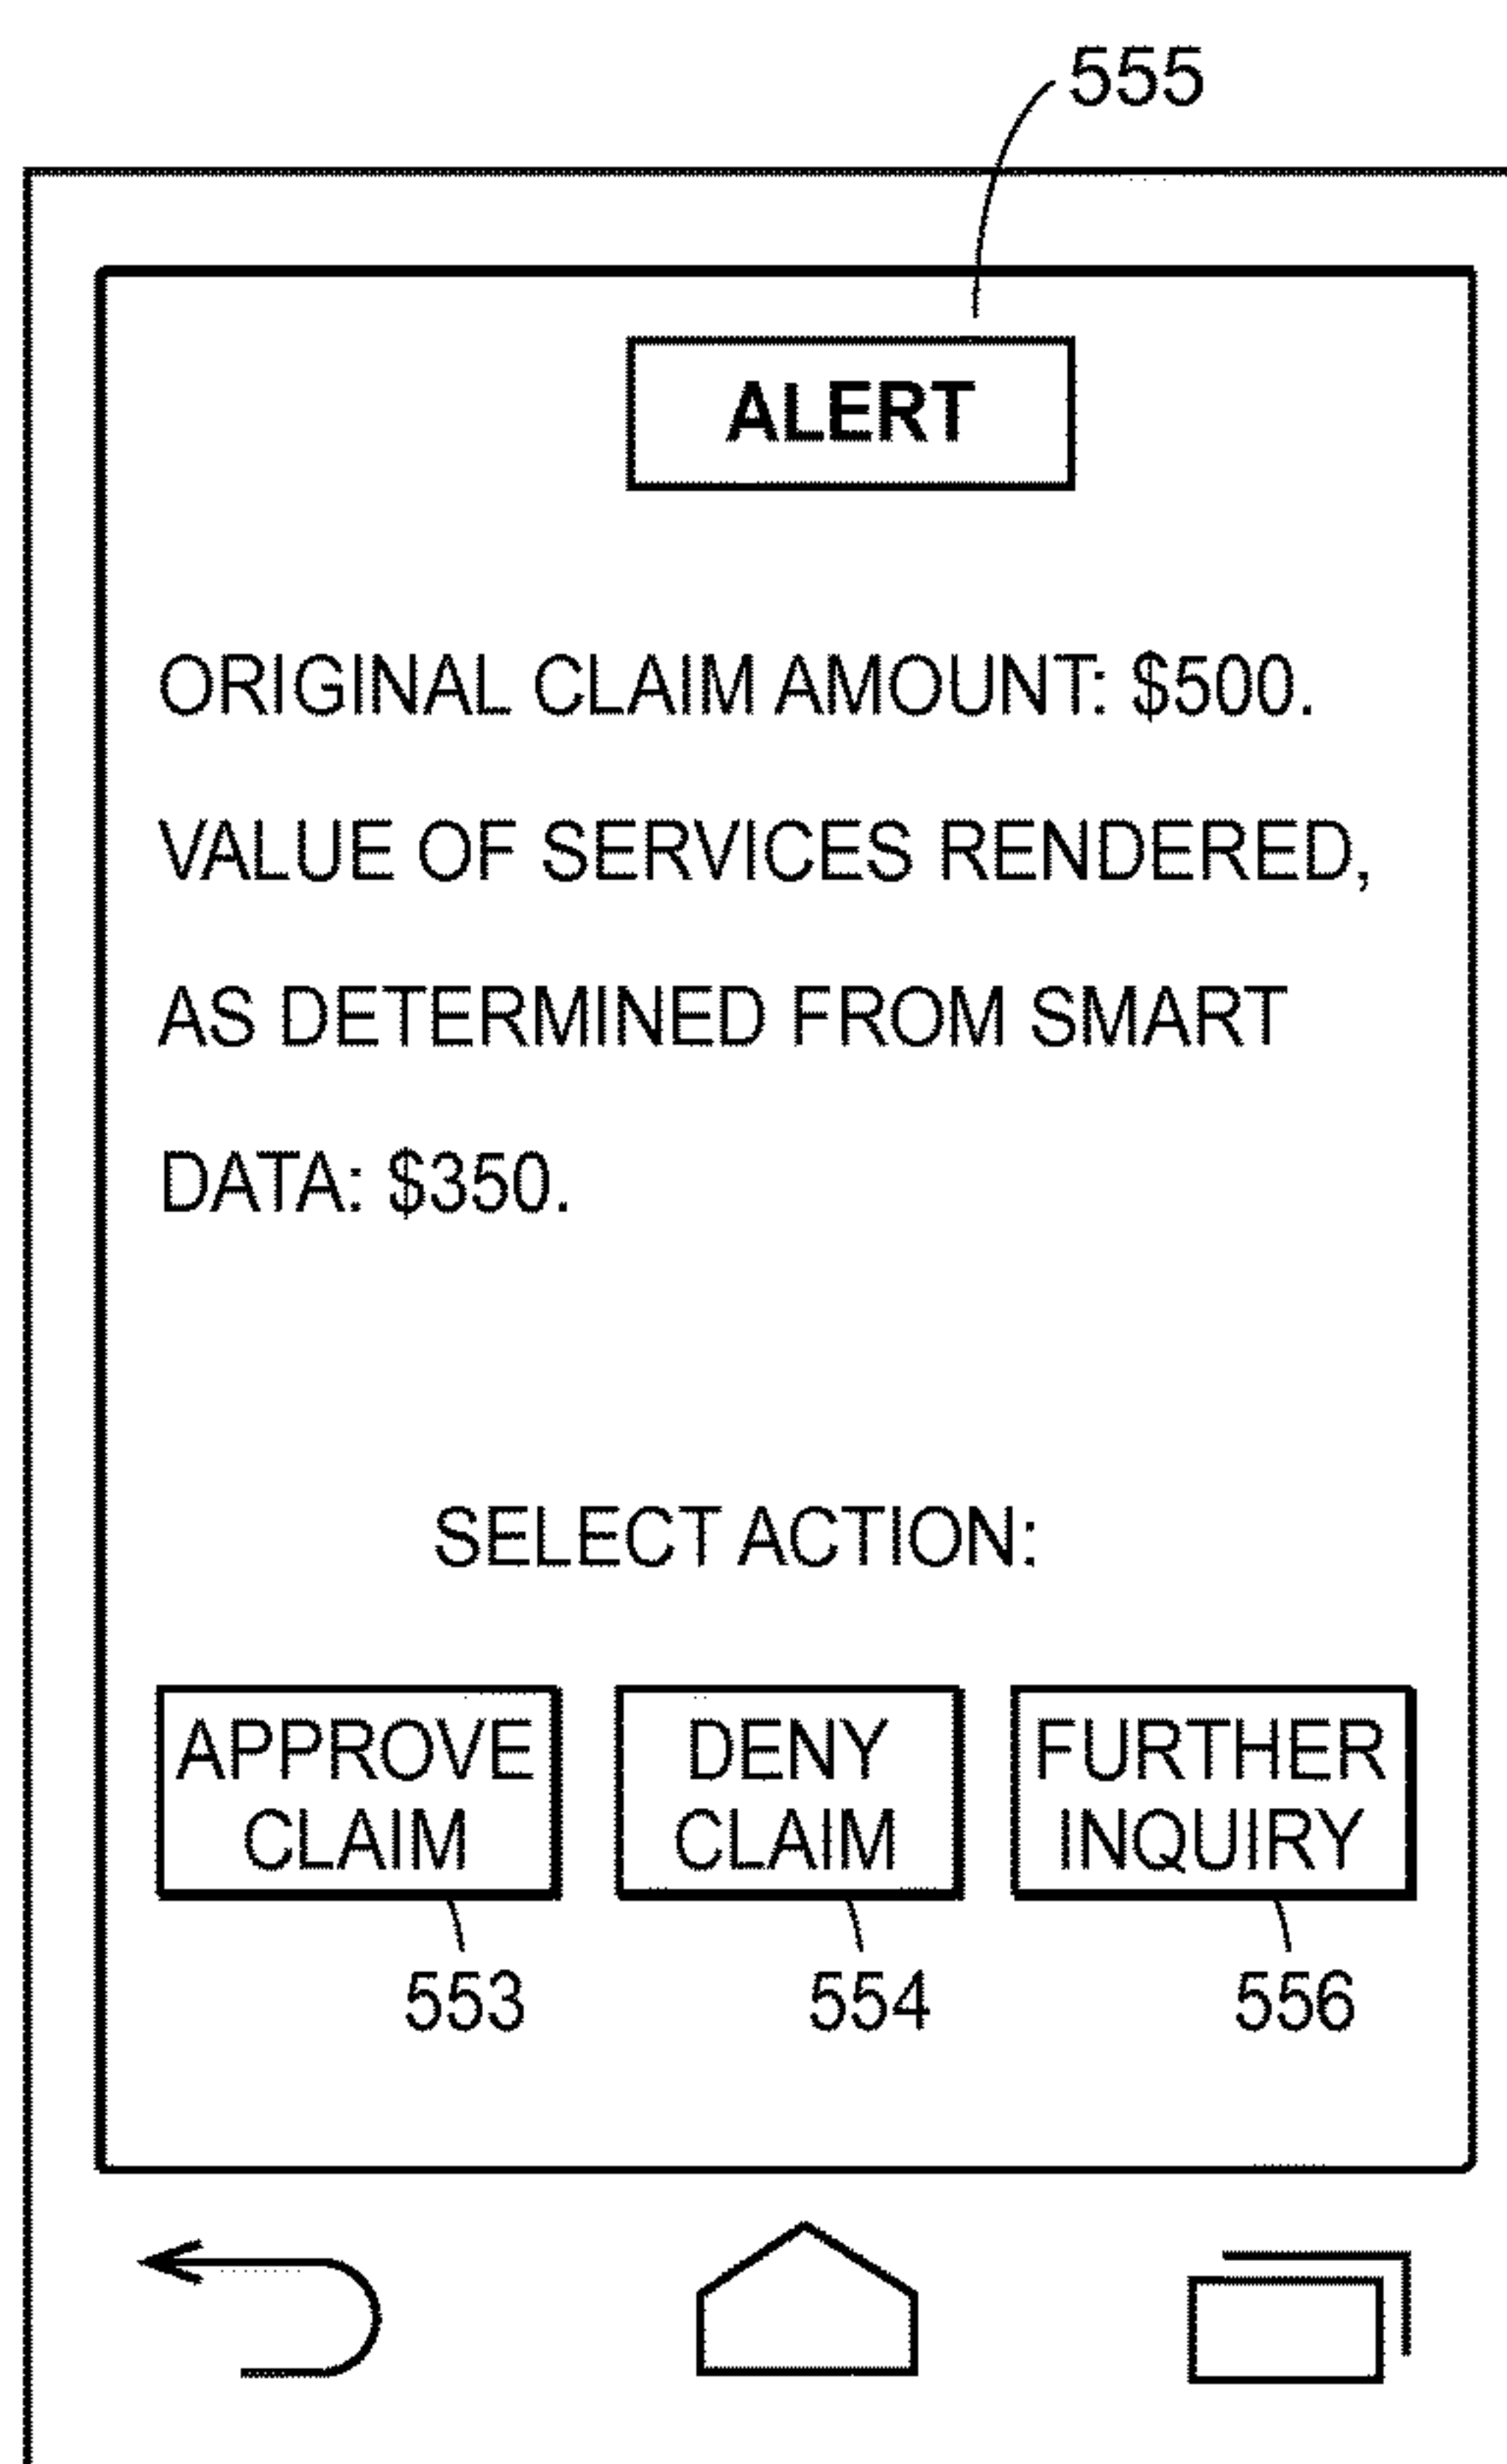 555
ALERT
ORIGINAL CLAIM AMOUNT: $500.
VALUE OF SERVICES RENDERED,
AS DETERMINED FROM SMART
DATA: $350.
SELECT ACTION:
APPROVE
CLAIM
DENY
CLAIM
FURTHER
INQUIRY
553
554
556